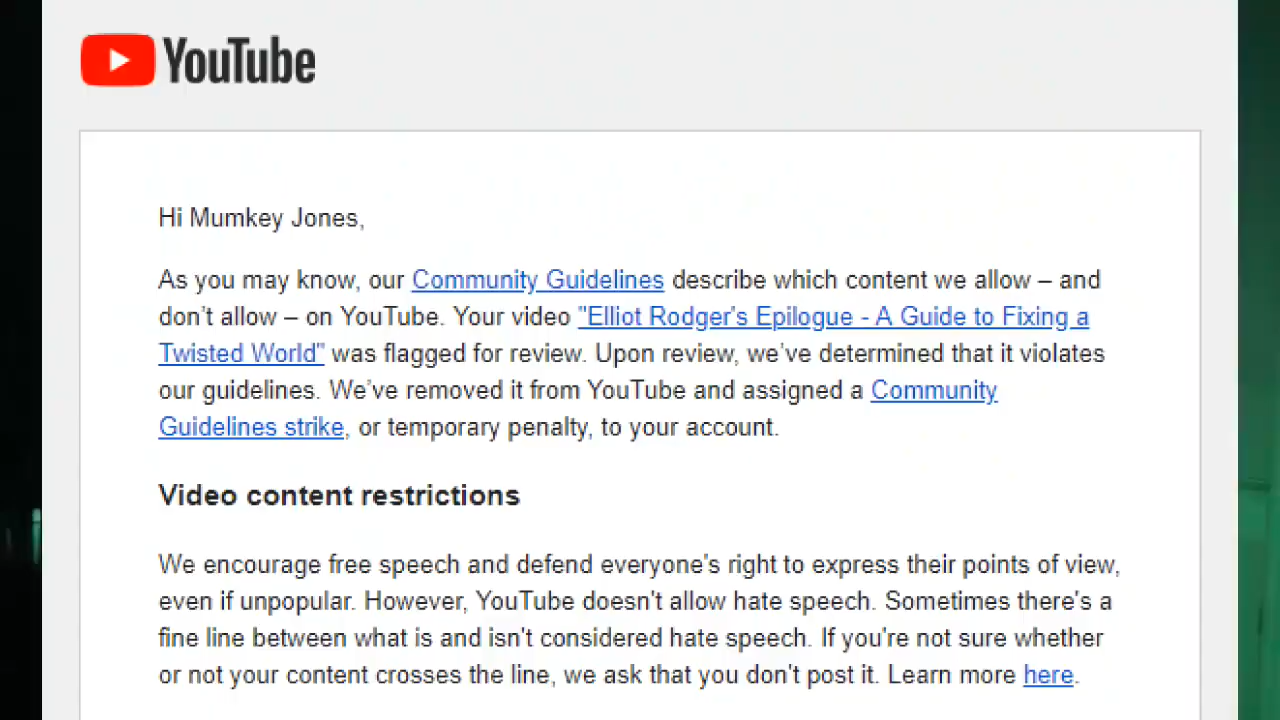 YouTube
Hi Mumkey Jones,
As you may know, our Community Guidelines describe which content we allow – and
don't allow – on YouTube. Your video "Elliot Rodger's Epilogue - A Guide to Fixing a
Twisted World" was flagged for review. Upon review, we've determined that it violates
our guidelines. We've removed it from YouTube and assigned a Community
Guidelines strike, or temporary penalty, to your account.
Video content restrictions
We encourage free speech and defend everyone's right to express their points of view,
even if unpopular. However, YouTube doesn't allow hate speech. Sometimes there's a
fine line between what is and isn't considered hate speech. If you're not sure whether
or not your content crosses the line, we ask that you don't post it. Learn more here.